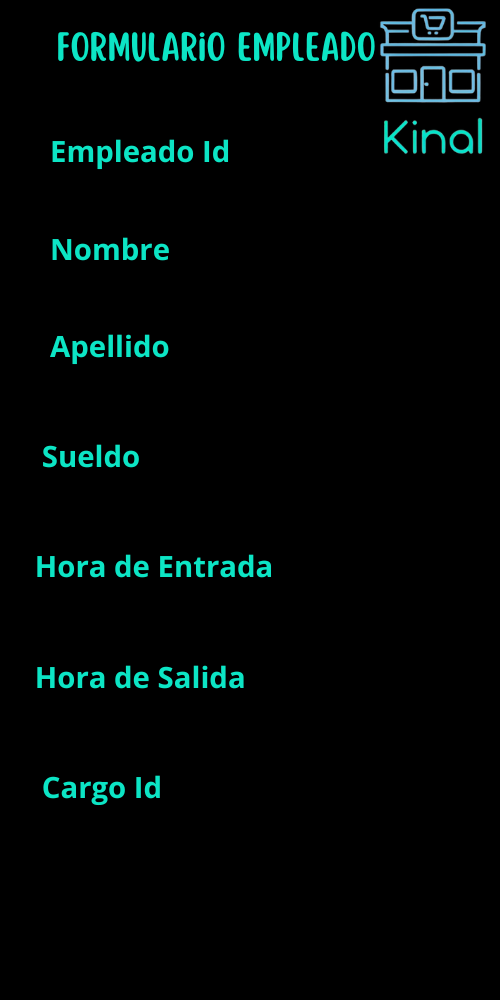 FORMULARiO EMPLEADO
Kinal
Empleado Id
Nombre
Apellido
Sueldo
Hora de Entrada
Hora de Salida
Cargo Id